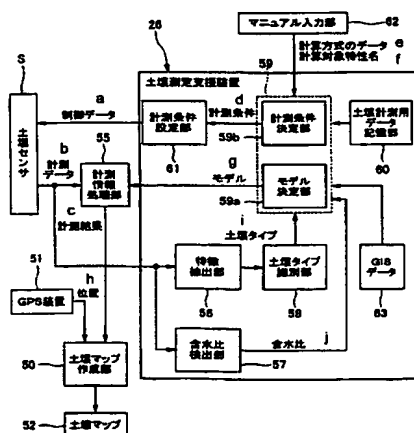 マニュアル入力部
62
26
計算方式のデータ e
計算対象特性名 f
S
土壌測定支援装置
59
土壌センサ
a
制御データ
計測条件設定部
61
d
計測条件
計測条件決定部
59b
土壌計測用データ記憶部
60
b
計測データ
55
計測情報処理部
g
モデル
モデル決定部
59a
c
計測結果
i
土壌タイプ
特徴抽出部
56
土壌タイプ識別部
58
GISデータ
63
51
GPS装置
h
位置
含水比検出部
57
含水比
j
50
土壌マップ作成部
土壌マップ
52